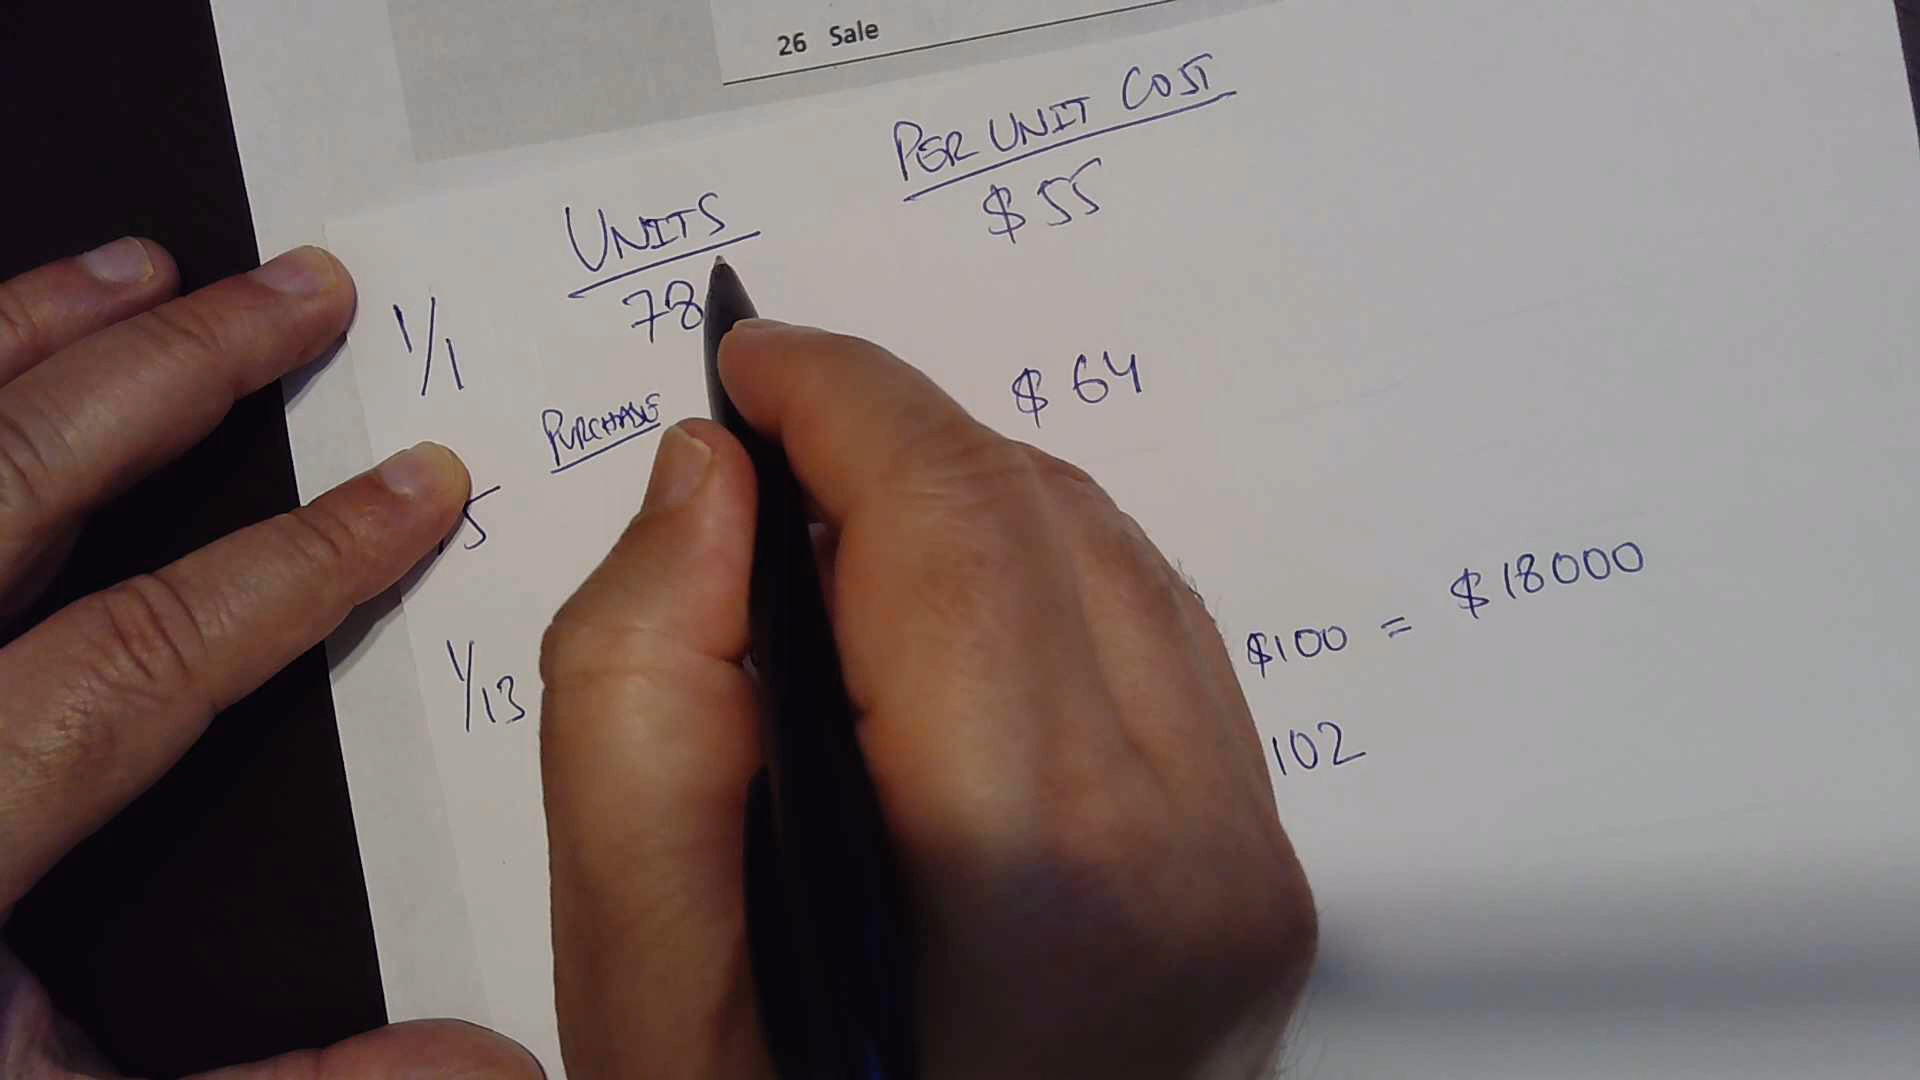 26 Sale
UNITS PER UNIT COST
1/1 78 $55
PURCHASE $64
5
1/13 $100 = $18000
102